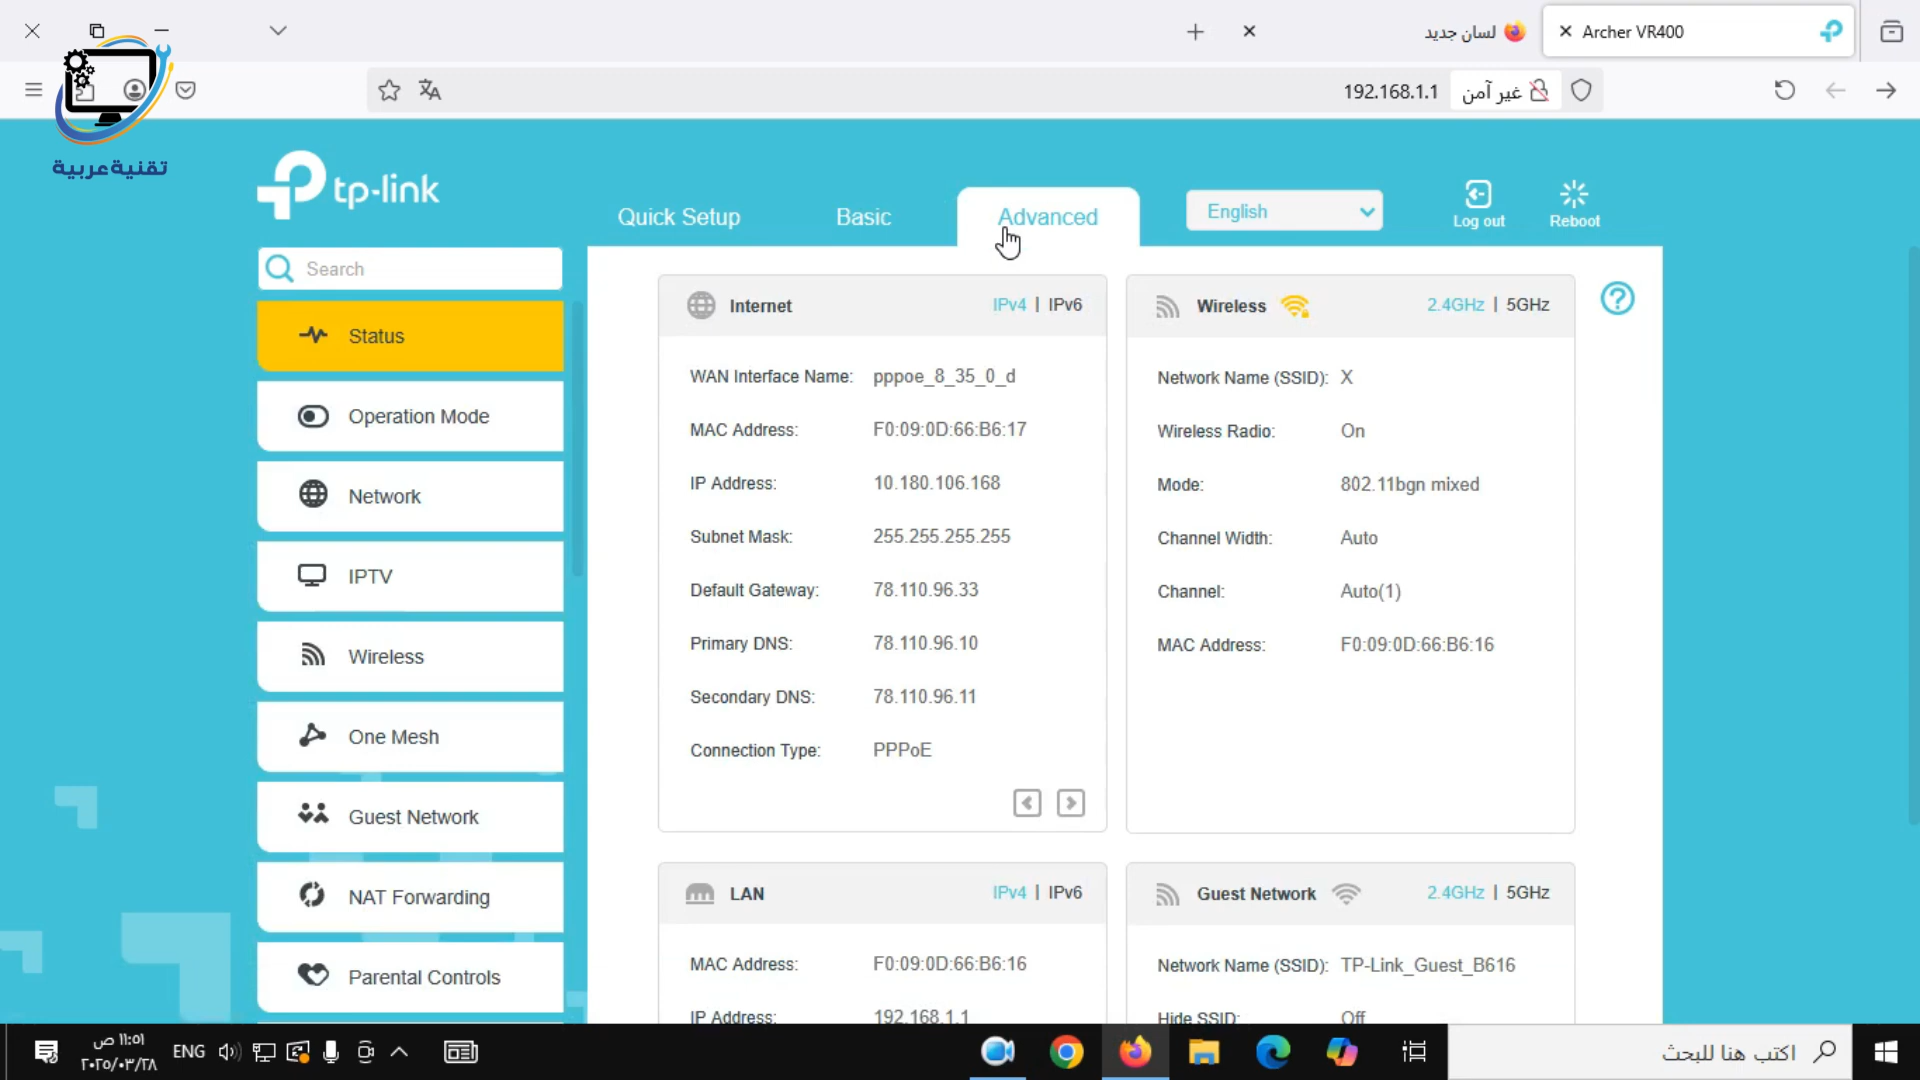 لسان جديد
Archer VR400
192.168.1.1
غير آمن
تقنية عربية
tp-link
Quick Setup
Basic
Advanced
English
Log out
Reboot
Search
Status
Operation Mode
Network
IPTV
Wireless
One Mesh
Guest Network
NAT Forwarding
Parental Controls
Internet IPv4 | IPv6
WAN Interface Name: pppoe_8_35_0_d
MAC Address: F0:09:0D:66:B6:17
IP Address: 10.180.106.168
Subnet Mask: 255.255.255.255
Default Gateway: 78.110.96.33
Primary DNS: 78.110.96.10
Secondary DNS: 78.110.96.11
Connection Type: PPPoE
Wireless 2.4GHz | 5GHz
Network Name (SSID): X
Wireless Radio: On
Mode: 802.11bgn mixed
Channel Width: Auto
Channel: Auto(1)
MAC Address: F0:09:0D:66:B6:16
LAN IPv4 | IPv6
MAC Address: F0:09:0D:66:B6:16
IP Address: 192.168.1.1
Guest Network 2.4GHz | 5GHz
Network Name (SSID): TP-Link_Guest_B616
Hide SSID: Off
١١:٥١ ص
٢٠٢٥/٠٣/٢٨
ENG
اكتب هنا للبحث